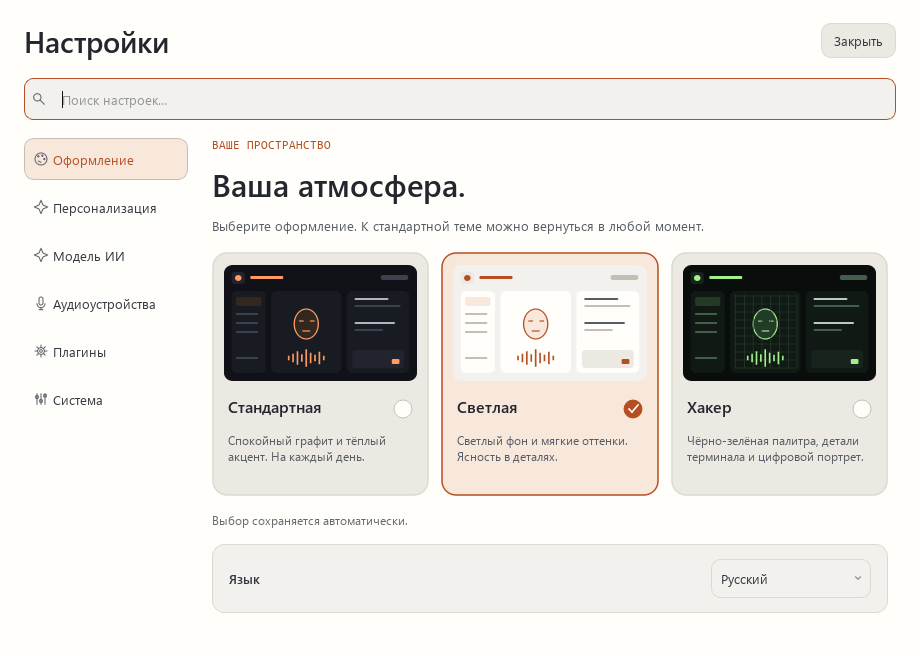 Настройки
Закрыть
Поиск настроек...
Оформление
Персонализация
Модель ИИ
Аудиоустройства
Плагины
Система
ВАШЕ ПРОСТРАНСТВО
Ваша атмосфера.
Выберите оформление. К стандартной теме можно вернуться в любой момент.
Стандартная
Спокойный графит и тёплый
акцент. На каждый день.
Светлая
Светлый фон и мягкие оттенки.
Ясность в деталях.
Хакер
Чёрно-зелёная палитра, детали
терминала и цифровой портрет.
Выбор сохраняется автоматически.
Язык
Русский